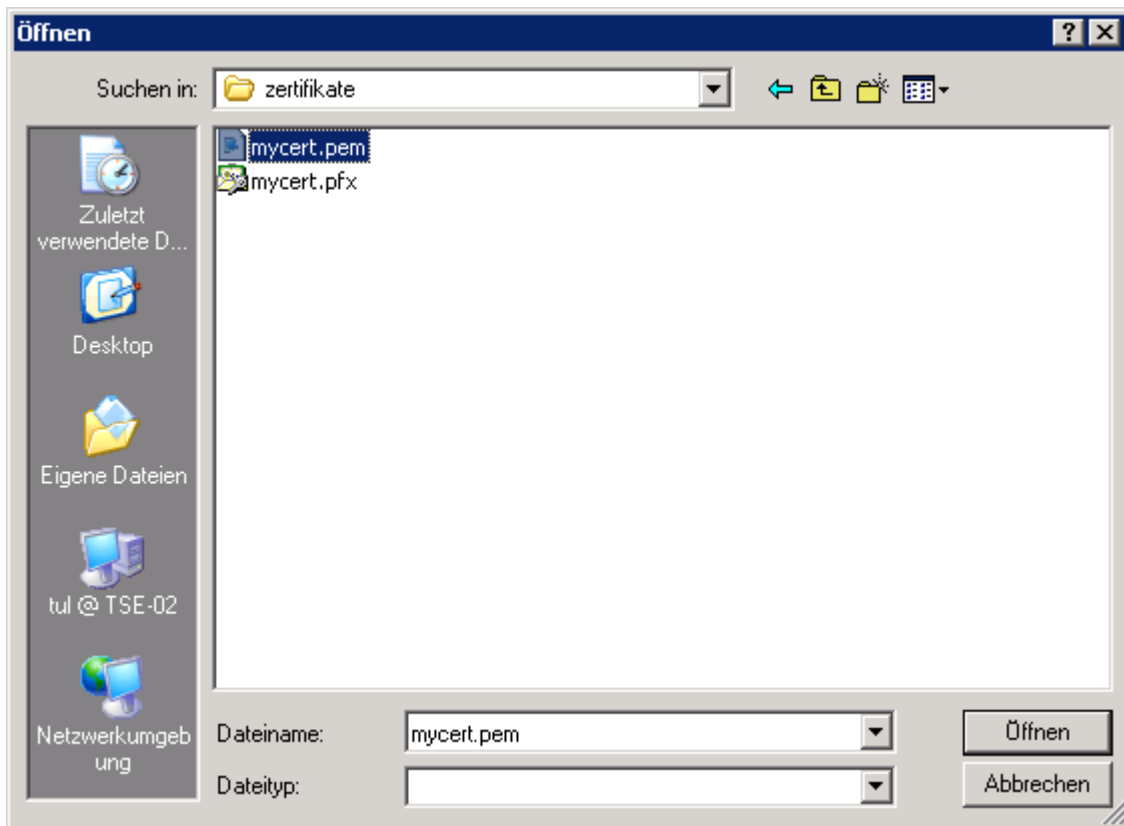 Öffnen
Suchen in: zertifikate
mycert.pem
mycert.pfx
Zuletzt
verwendete D...
Desktop
Eigene Dateien
tul @ TSE-02
Netzwerkumgeb
ung
Dateiname: mycert.pem Öffnen
Dateityp: Abbrechen